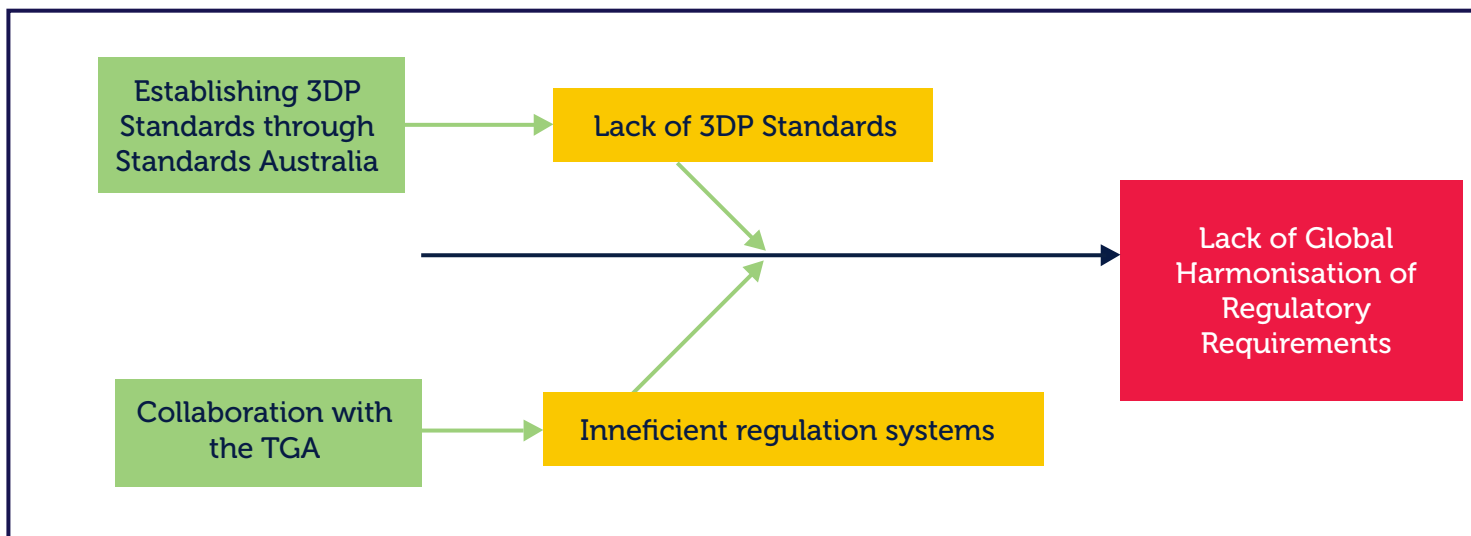 Establishing 3DP
Standards through
Standards Australia
Lack of 3DP Standards
Lack of Global
Harmonisation of
Regulatory
Requirements
Collaboration with
the TGA
Inneficient regulation systems